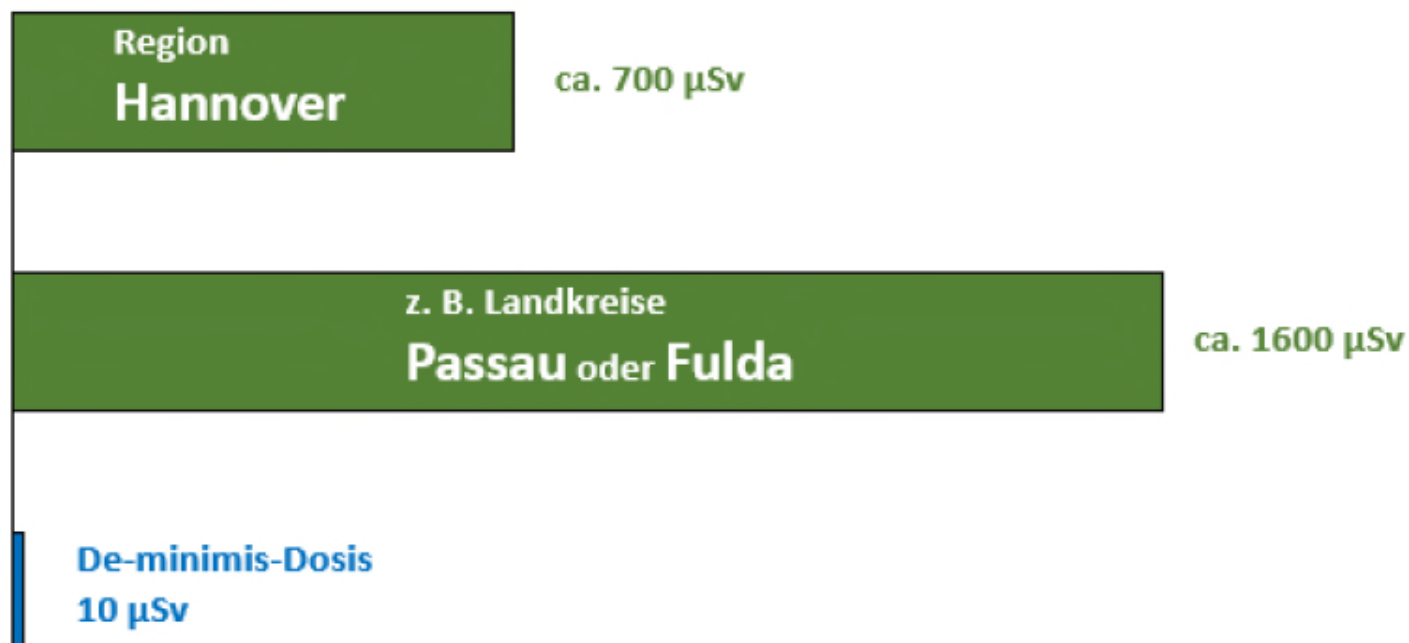 Region
Hannover
ca. 700 µSv
z. B. Landkreise
Passau oder Fulda
ca. 1600 µSv
De-minimis-Dosis
10 µSv